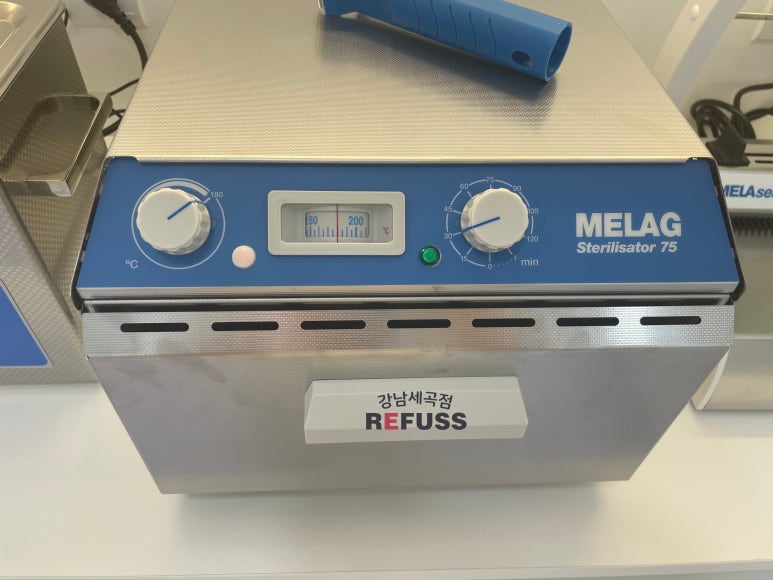 180
°C
150 200
°C
0 15 30 45 60 75 90 105 120
min
MELAG
Sterilisator 75
MELAse
강남세곡점
REFUSS